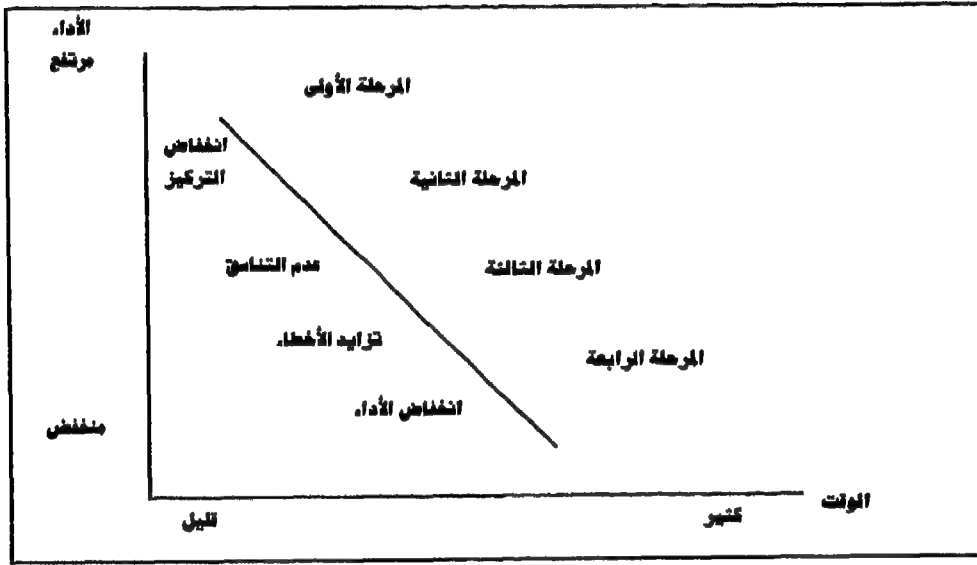 الأداء
مرتفع
المرحلة الأولى
انخفاض
التركيز
المرحلة الثانية
عدم التناسق
المرحلة الثالثة
تزايد الأخطاء
المرحلة الرابعة
انخفاض الأداء
منخفض
الوقت
قليل
كثير